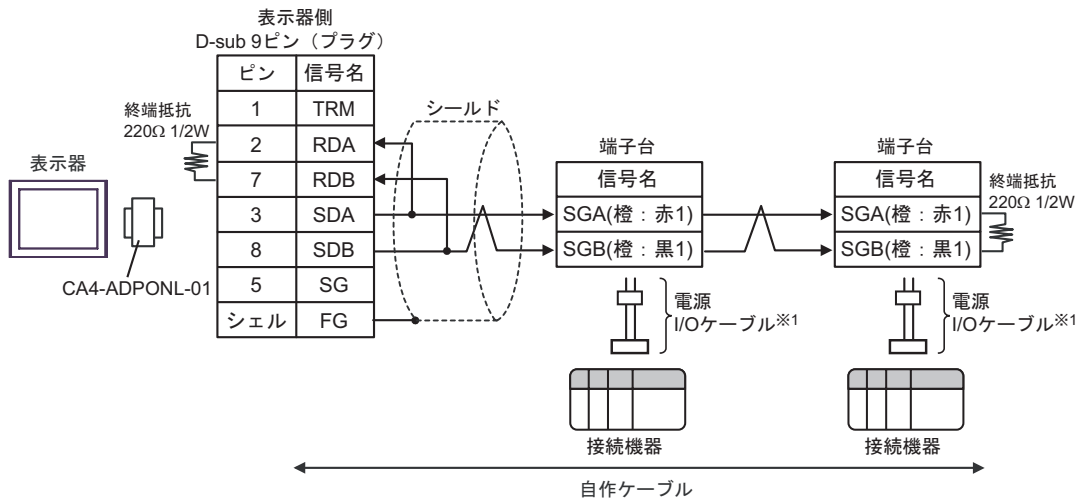 表示器側
D-sub 9ピン（プラグ）
ピン 信号名
1 TRM
2 RDA
7 RDB
3 SDA
8 SDB
5 SG
シェル FG
終端抵抗
220Ω 1/2W
表示器
CA4-ADPONL-01
シールド
端子台
信号名
SGA(橙：赤1)
SGB(橙：黒1)
電源
I/Oケーブル※1
接続機器
端子台
信号名
SGA(橙：赤1)
SGB(橙：黒1)
終端抵抗
220Ω 1/2W
電源
I/Oケーブル※1
接続機器
自作ケーブル